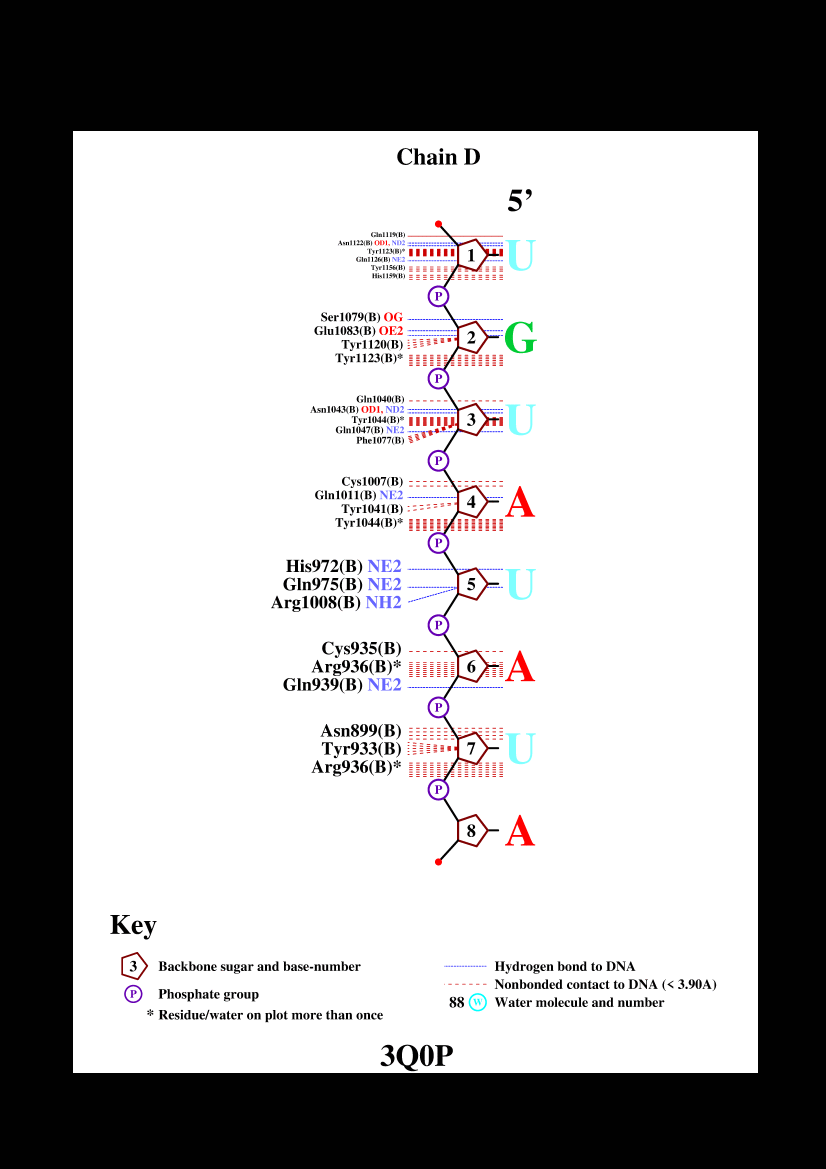 Chain D
5’
Gln1119(B)
Asn1122(B) OD1, ND2
Tyr1123(B)*
Gln1126(B) NE2
Tyr1156(B)
His1159(B)
1 U
P
Ser1079(B) OG
Glu1083(B) OE2
Tyr1120(B)
Tyr1123(B)*
2 G
P
Gln1040(B)
Asn1043(B) OD1, ND2
Tyr1044(B)*
Gln1047(B) NE2
Phe1077(B)
3 U
P
Cys1007(B)
Gln1011(B) NE2
Tyr1041(B)
Tyr1044(B)*
4 A
P
His972(B) NE2
Gln975(B) NE2
Arg1008(B) NH2
5 U
P
Cys935(B)
Arg936(B)*
Gln939(B) NE2
6 A
P
Asn899(B)
Tyr933(B)
Arg936(B)*
7 U
P
8 A
Key
3 Backbone sugar and base-number
P Phosphate group
* Residue/water on plot more than once
Hydrogen bond to DNA
Nonbonded contact to DNA (< 3.90A)
88 W Water molecule and number
3Q0P